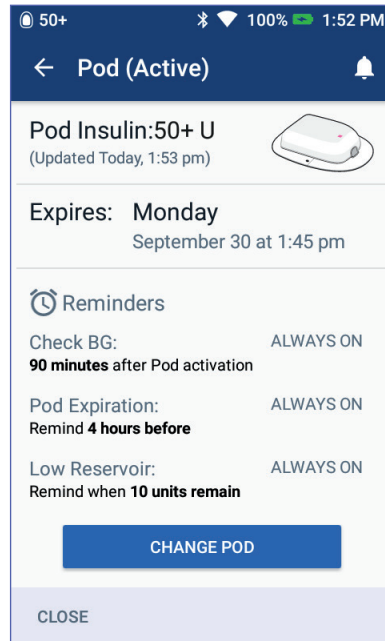 50+ 100% 1:52 PM
Pod (Active)
Pod Insulin:50+ U
(Updated Today, 1:53 pm)
Expires: Monday
September 30 at 1:45 pm
Reminders
Check BG: ALWAYS ON
90 minutes after Pod activation
Pod Expiration: ALWAYS ON
Remind 4 hours before
Low Reservoir: ALWAYS ON
Remind when 10 units remain
CHANGE POD
CLOSE